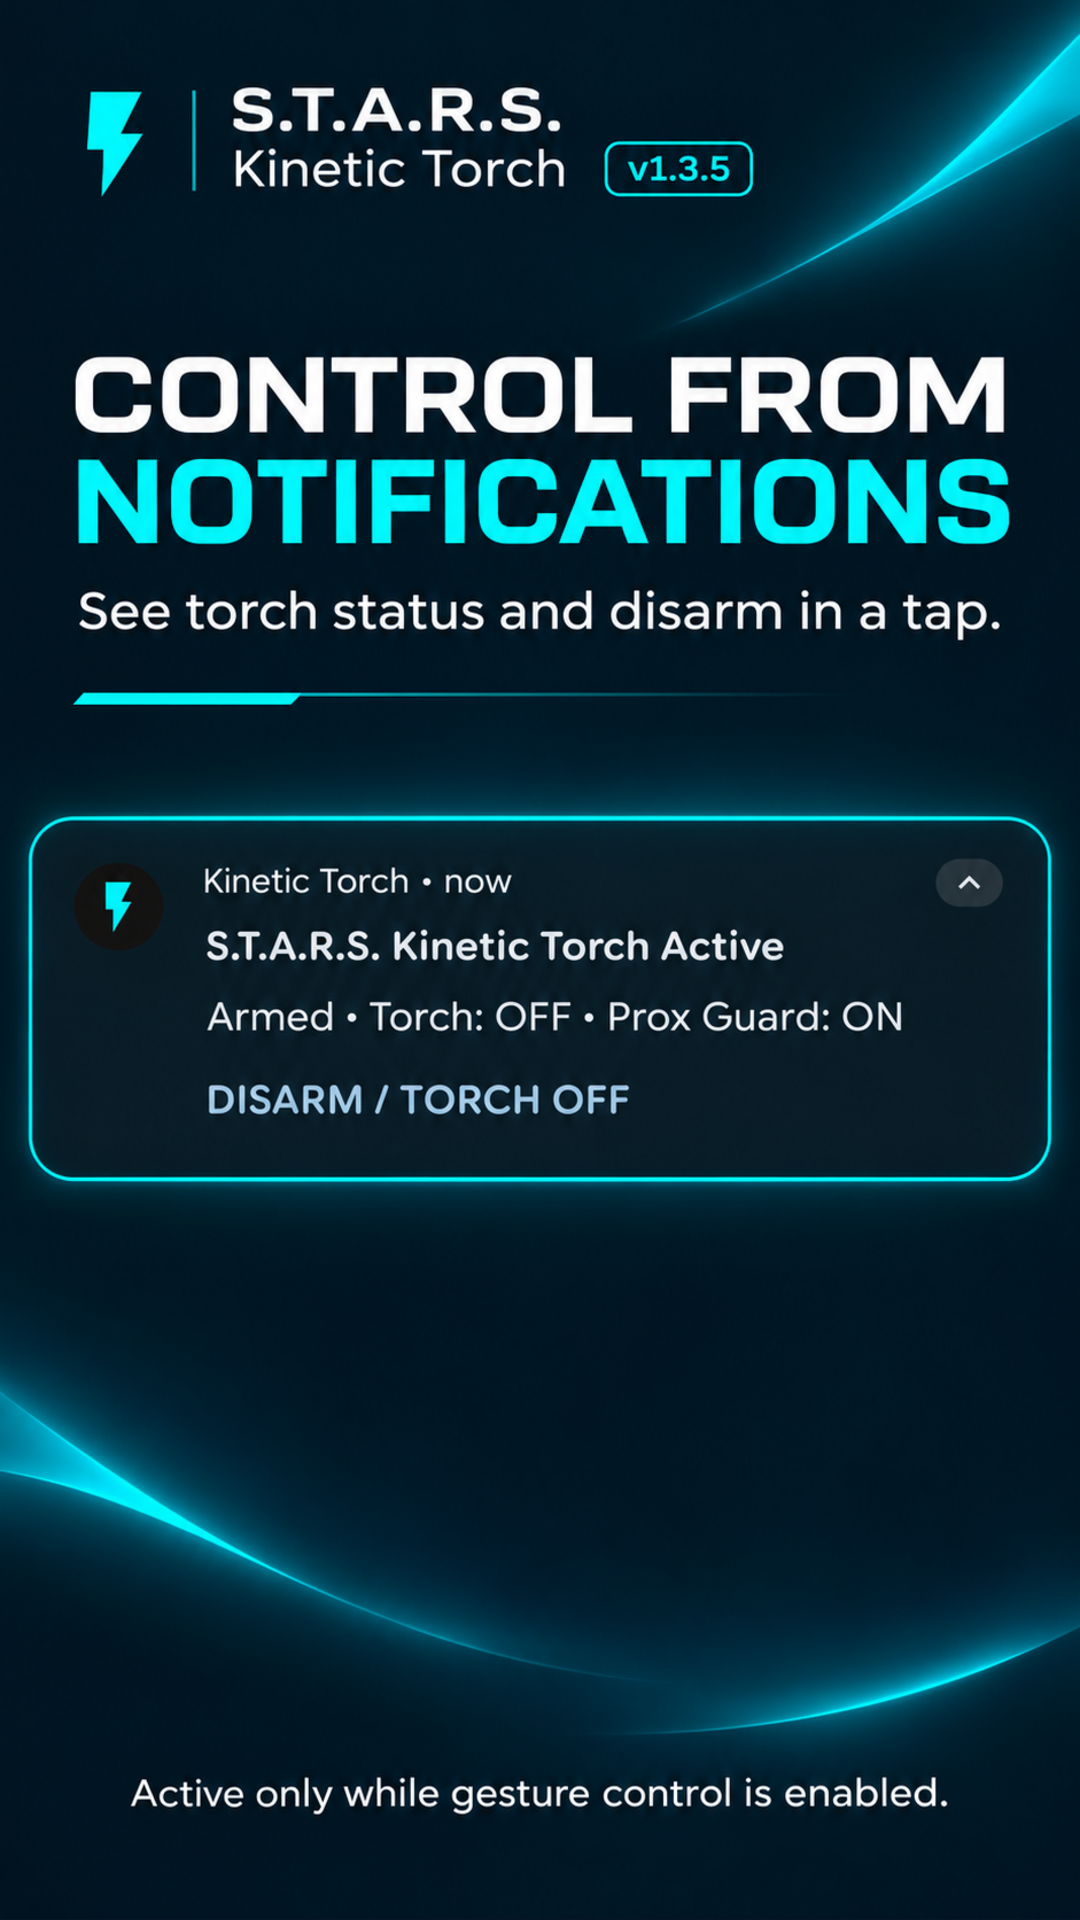 S.T.A.R.S.
Kinetic Torch
v1.3.5
CONTROL FROM
NOTIFICATIONS
See torch status and disarm in a tap.
Kinetic Torch • now
S.T.A.R.S. Kinetic Torch Active
Armed • Torch: OFF • Prox Guard: ON
DISARM / TORCH OFF
Active only while gesture control is enabled.